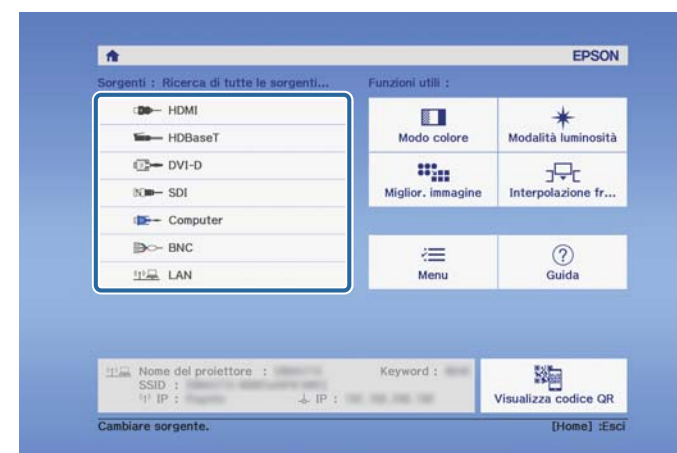 EPSON
Sorgenti : Ricerca di tutte le sorgenti...
Funzioni utili :
HDMI
HDBaseT
DVI-D
SDI
Computer
BNC
LAN
Modo colore
Modalità luminosità
Miglior. immagine
Interpolazione fr...
Menu
Guida
Nome del proiettore :
Keyword :
SSID :
IP :
IP :
Visualizza codice QR
Cambiare sorgente.
[Home] :Esci